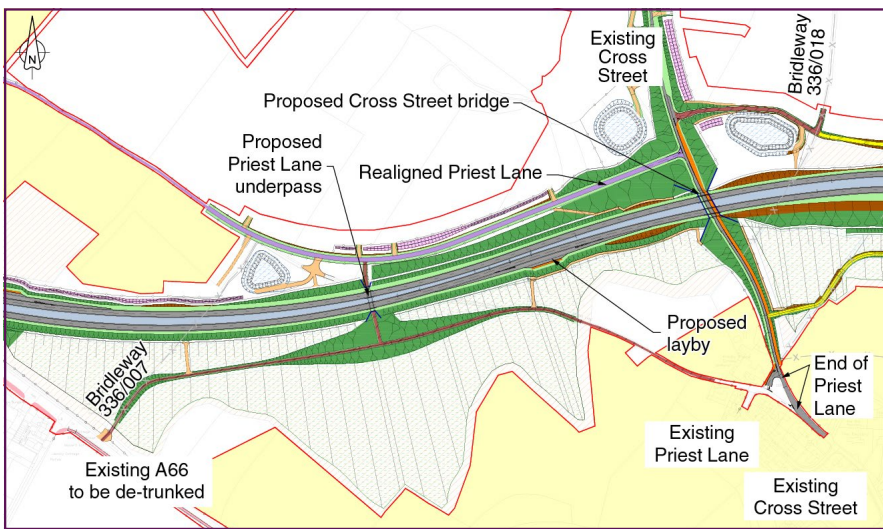 N
Existing
Cross
Street
Bridleway
336/018
Proposed Cross Street bridge
Proposed
Priest Lane
underpass
Realigned Priest Lane
Proposed
layby
Bridleway
336/007
End of
Priest
Lane
Existing A66
to be de-trunked
Existing
Priest Lane
Existing
Cross Street